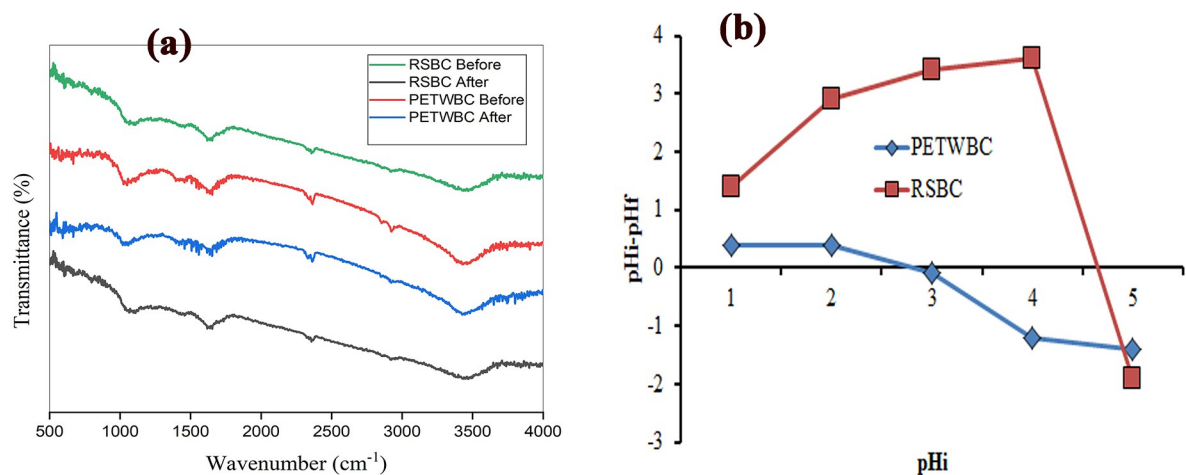 (a)
RSBC Before
RSBC After
PETWBC Before
PETWBC After
Transmittance (%)
500 1000 1500 2000 2500 3000 3500 4000
Wavenumber (cm⁻¹)
(b)
4
3
2
1
0
-1
-2
-3
pHi-pHf
PETWBC
RSBC
1 2 3 4 5
pHi